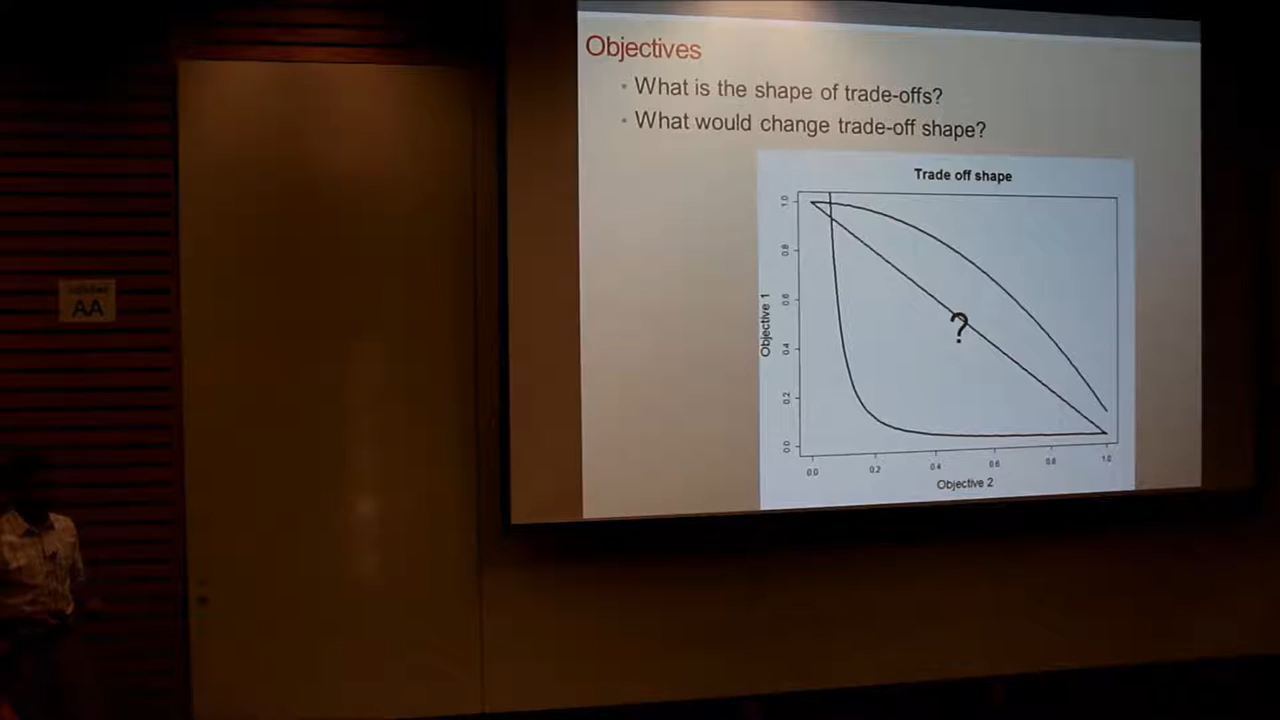 Objectives
• What is the shape of trade-offs?
• What would change trade-off shape?
Trade off shape
1.0
0.8
0.6
0.4
0.2
0.0
Objective 1
?
0.0 0.2 0.4 0.6 0.8
Objective 2
AA